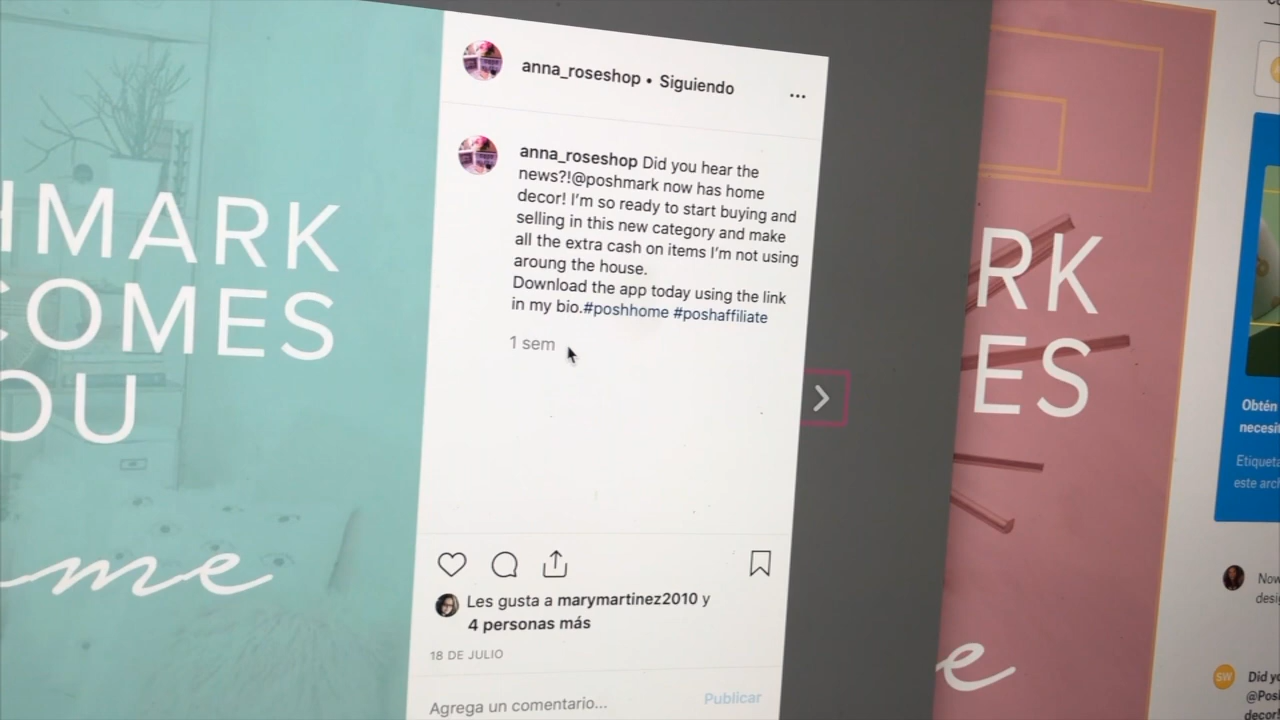 HMARK
COMES
OU
me
anna_roseshop • Siguiendo
anna_roseshop Did you hear the
news?!@poshmark now has home
decor! I'm so ready to start buying and
selling in this new category and make
all the extra cash on items I'm not using
aroung the house.
Download the app today using the link
in my bio.#poshhome #poshaffiliate
1 sem
Les gusta a marymartinez2010 y
4 personas más
18 DE JULIO
Agrega un comentario... Publicar
RK
ES
e
Obtén
necesit
Etiqueta
este arch
Now
desi
SW
Did yo
@Posh
decor!